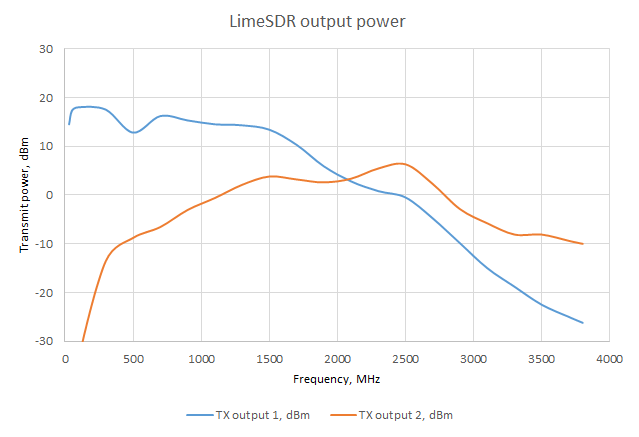 LimeSDR output power
30
20
10
0
-10
-20
-30
Transmit power, dBm
0 500 1000 1500 2000 2500 3000 3500 4000
Frequency, MHz
TX output 1, dBm TX output 2, dBm